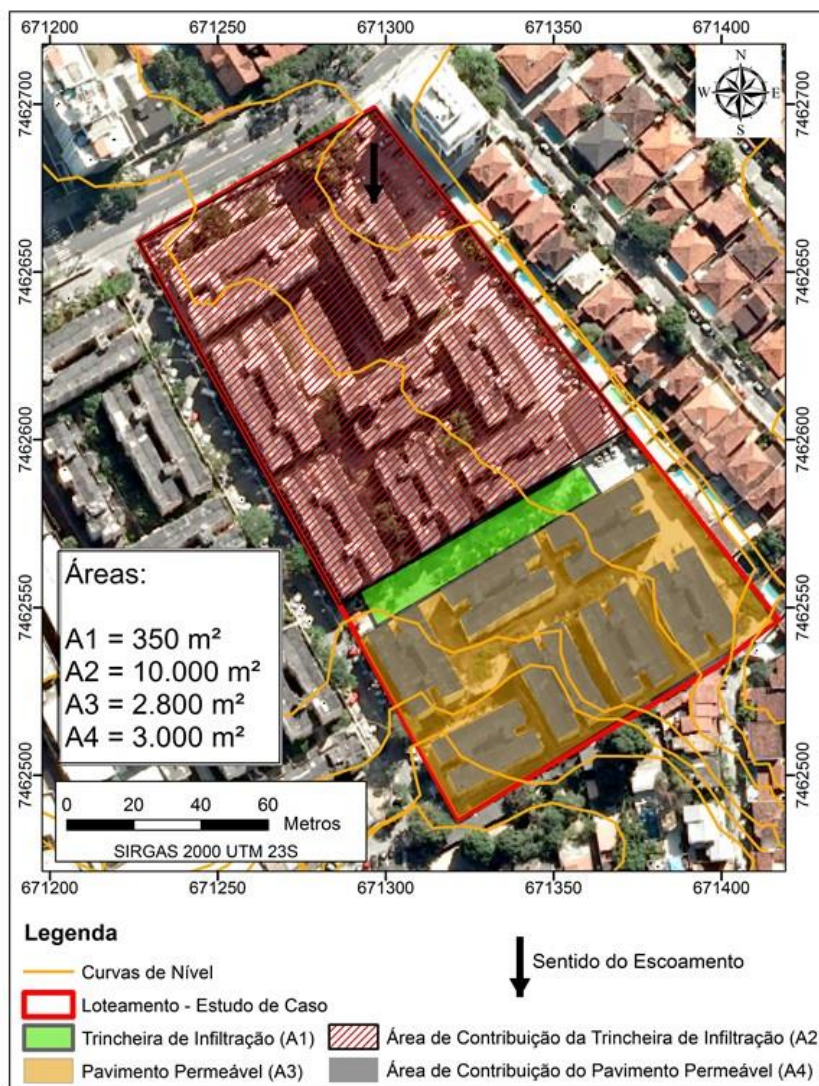 671200 671250 671300 671350 671400
N
W E
S
7462700 7462700
7462650 7462650
7462600 7462600
7462550 7462550
7462500 7462500
Áreas:
A1 = 350 m²
A2 = 10.000 m²
A3 = 2.800 m²
A4 = 3.000 m²
0 20 40 60
Metros
SIRGAS 2000 UTM 23S
671200 671250 671300 671350 671400
Legenda
Curvas de Nível
Sentido do Escoamento
Loteamento - Estudo de Caso
Trincheira de Infiltração (A1) Área de Contribuição da Trincheira de Infiltração (A2
Pavimento Permeável (A3) Área de Contribuição do Pavimento Permeável (A4)